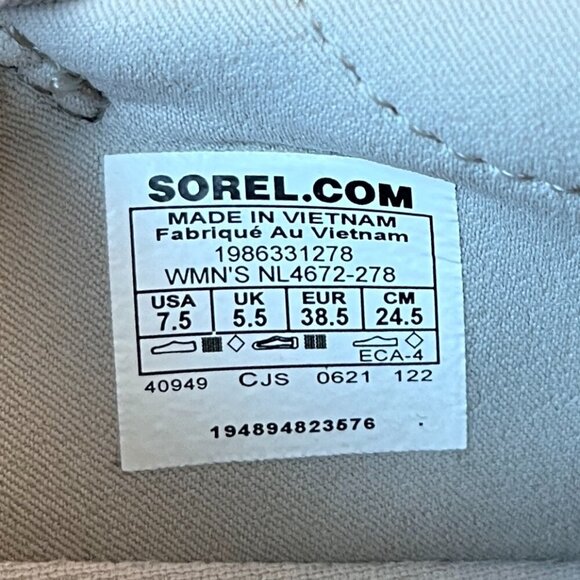 SOREL.COM
MADE IN VIETNAM
Fabriqué Au Vietnam
1986331278
WMN'S NL4672-278
USA UK EUR CM
7.5 5.5 38.5 24.5
ECA-4
40949 CJS 0621 122
194894823576 .